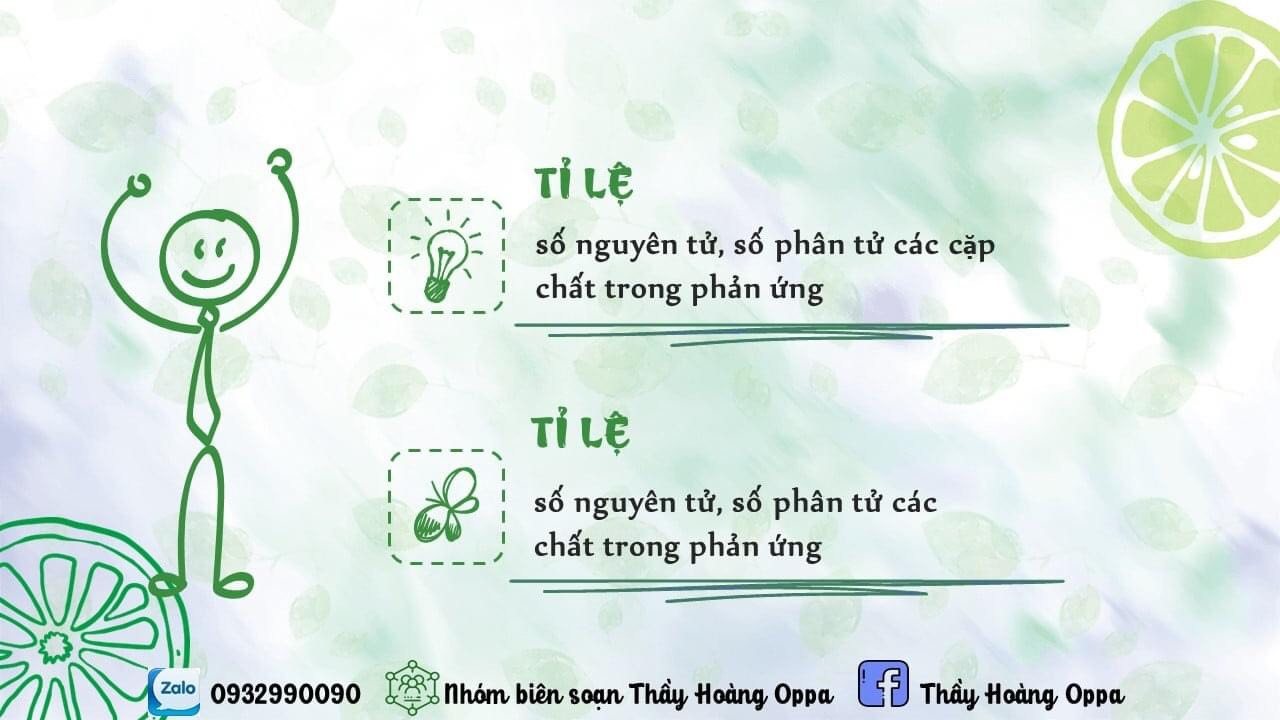 TỈ LỆ
số nguyên tử, số phân tử các cặp
chất trong phản ứng
TỈ LỆ
số nguyên tử, số phân tử các
chất trong phản ứng
Zalo 0932990090 Nhóm biên soạn Thầy Hoàng Oppa f Thầy Hoàng Oppa